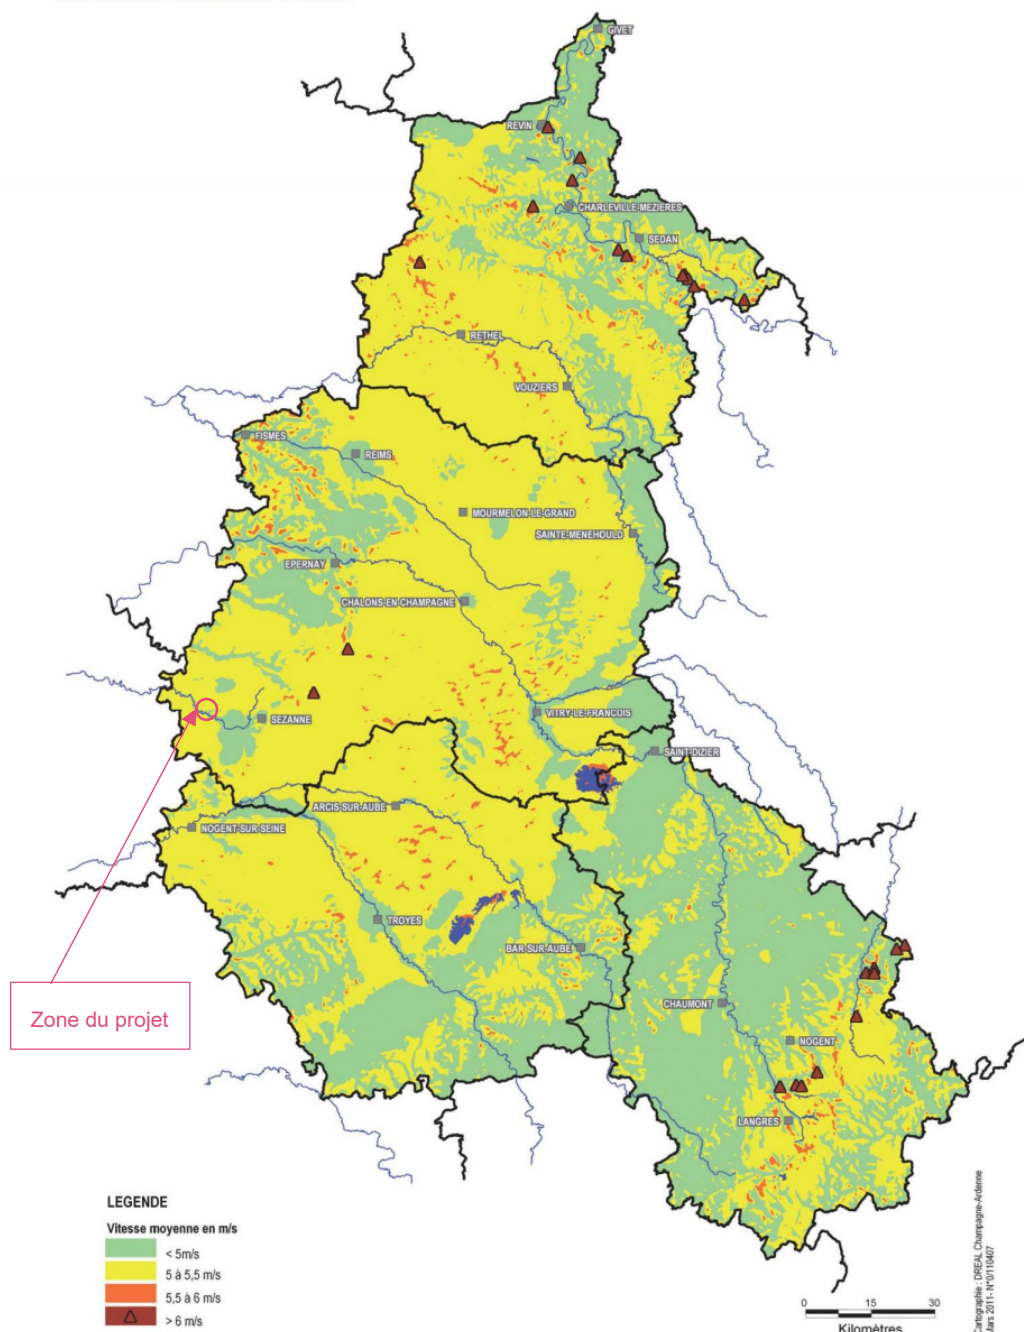 GIVET
REVIN
CHARLEVILLE-MEZIERES
SEDAN
RETHEL
VOUZIERS
FISMES
REIMS
MOURMELON-LE-GRAND
SAINTE-MENEHOULD
EPERNAY
CHALONS-EN-CHAMPAGNE
SEZANNE
VITRY-LE-FRANCOIS
SAINT-DIZIER
ARCIS-SUR-AUBE
NOGENT-SUR-SEINE
TROYES
BAR-SUR-AUBE
Zone du projet
CHAUMONT
NOGENT
LANGRES
LEGENDE
Vitesse moyenne en m/s
< 5m/s
5 à 5,5 m/s
5,5 à 6 m/s
> 6 m/s
0 15 30
Kilomètres
Cartographie : DREAL Champagne-Ardenne
Mars 2011- N°0/110407